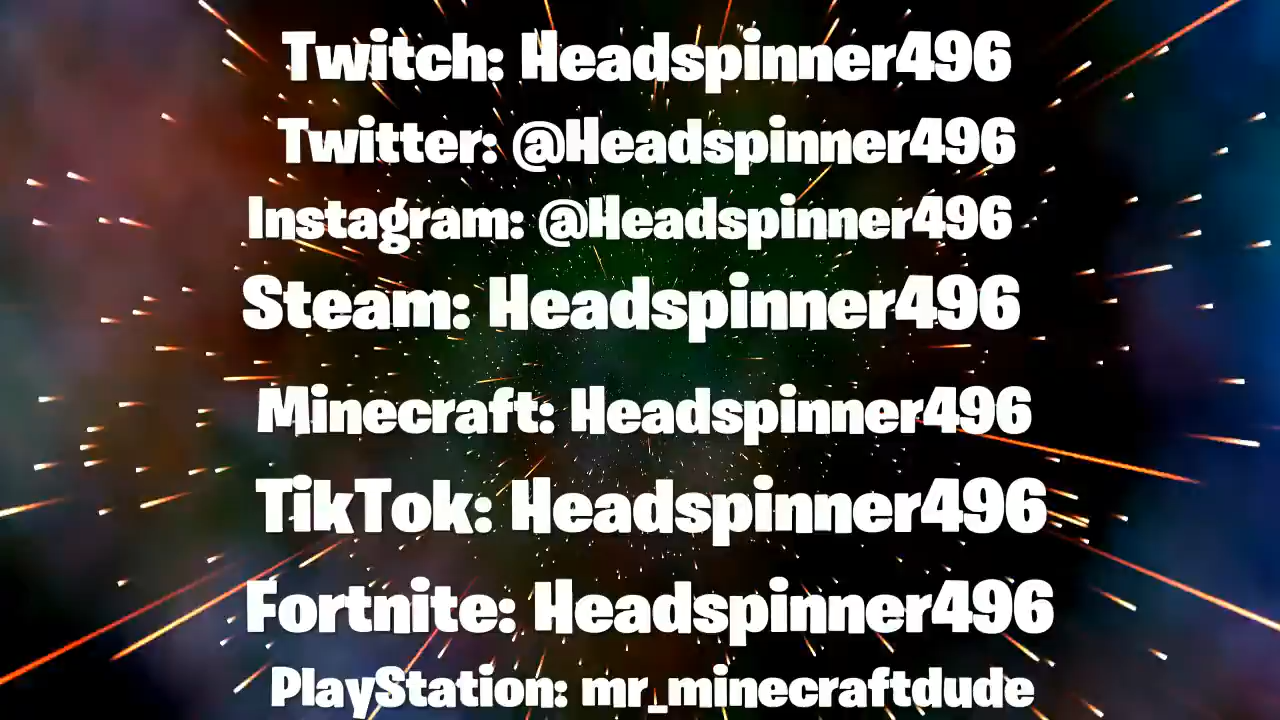 Twitch: Headspinner496
Twitter: @Headspinner496
Instagram: @Headspinner496
Steam: Headspinner496
Minecraft: Headspinner496
TikTok: Headspinner496
Fortnite: Headspinner496
PlayStation: mr_minecraftdude